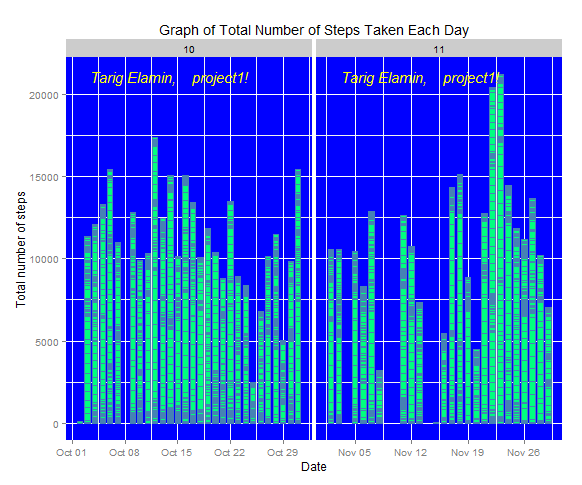 Graph of Total Number of Steps Taken Each Day
10
11
Tarig Elamin, project1!
Tarig Elamin, project1!
Total number of steps
20000
15000
10000
5000
0
Oct 01
Oct 08
Oct 15
Oct 22
Oct 29
Nov 05
Nov 12
Nov 19
Nov 26
Date